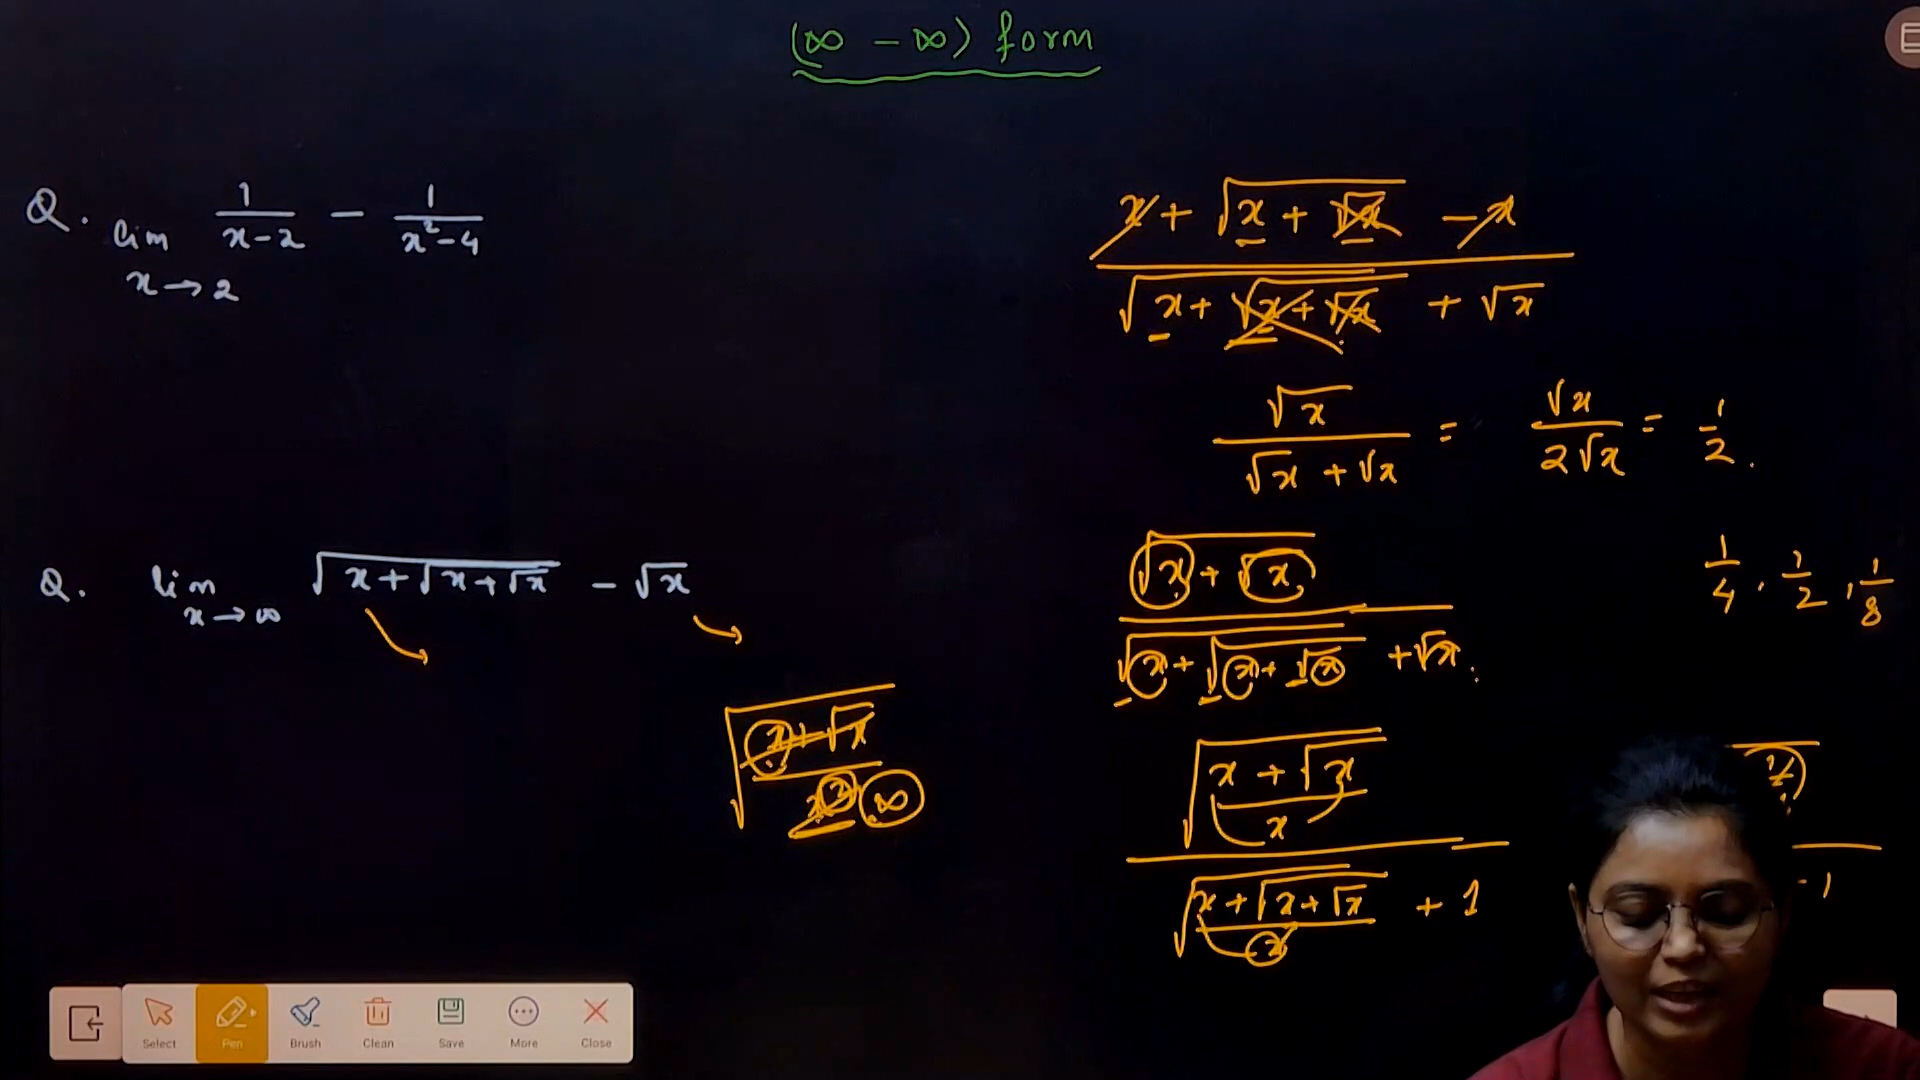 (∞ - ∞) form
Q. lim x→2 1/(x-2) - 1/(x²-4)
Q. lim x→∞ √(x+√(x+√x)) - √x
√((x+√x)/x²) ∞
(x + √(x + √x) - x)/(√(x+√(x+√x)) + √x)
√x/(√x + √x) = √x/(2√x) = 1/2.
√(x + √x)/(√(x+√(x+√x)) + √x).
1/4, 1/2, 1/8
√((x + √x)/x)/(√((x+√(x+√x))/x) + 1)
Select Pen Brush Clean Save More Close